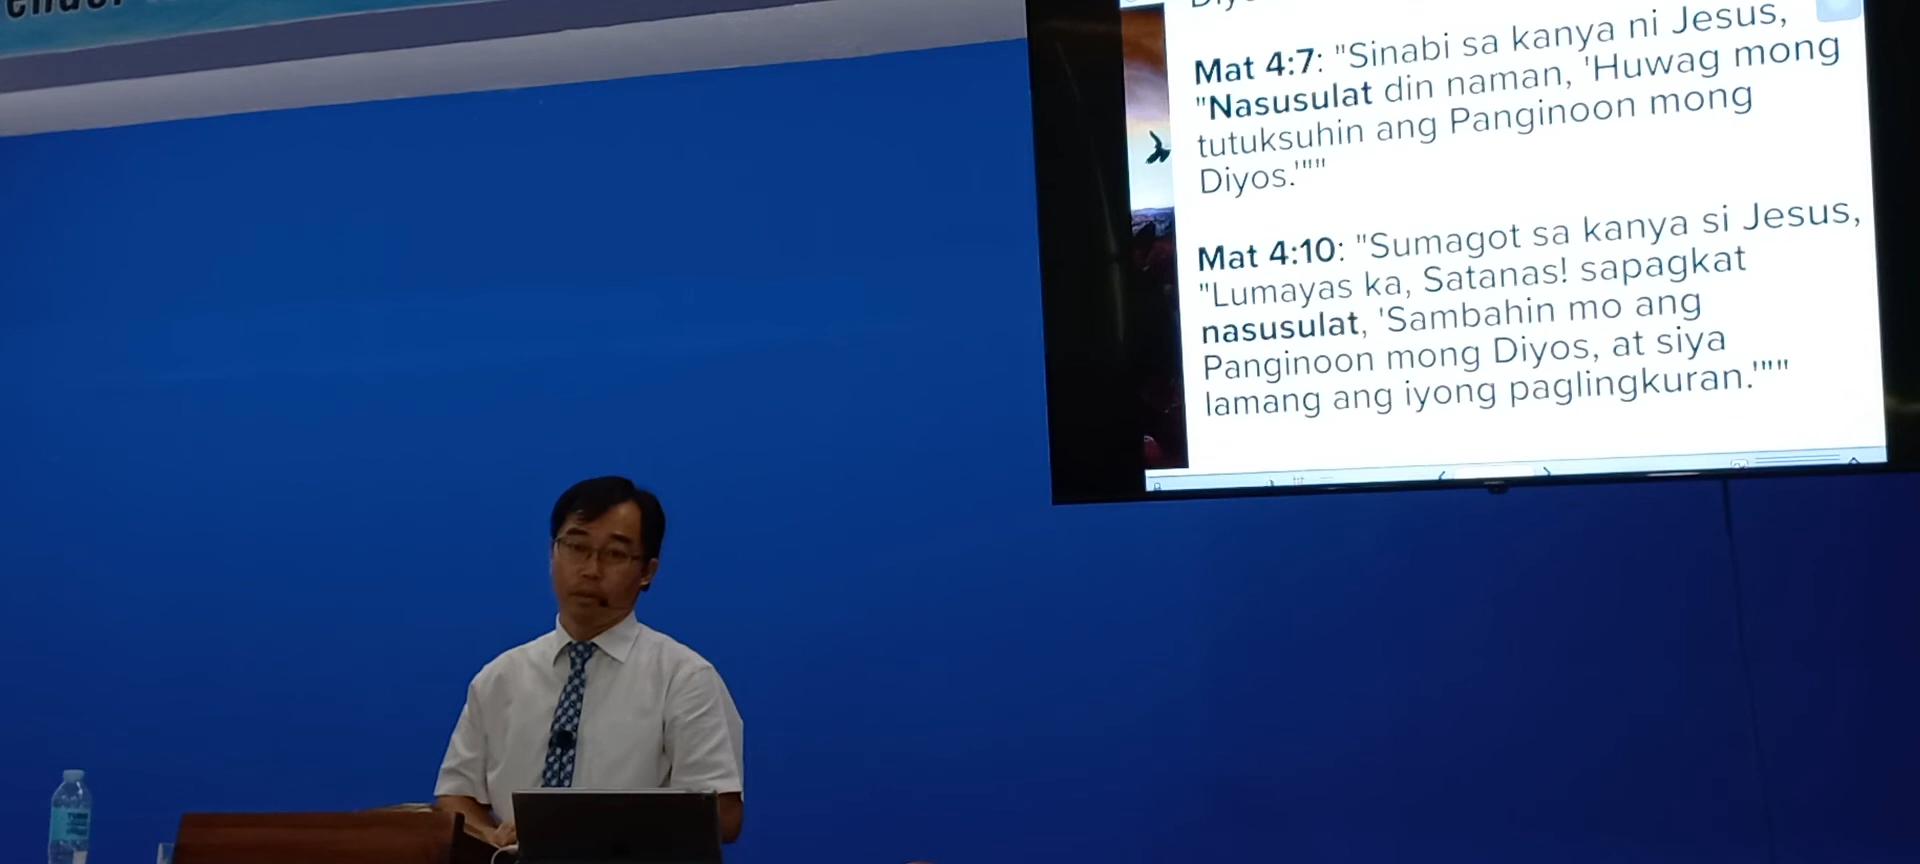 Mat 4:7: "Sinabi sa kanya ni Jesus,
"Nasusulat din naman, 'Huwag mong
tutuksuhin ang Panginoon mong
Diyos.'""
Mat 4:10: "Sumagot sa kanya si Jesus,
"Lumayas ka, Satanas! sapagkat
nasusulat, 'Sambahin mo ang
Panginoon mong Diyos, at siya
lamang ang iyong paglingkuran.'""